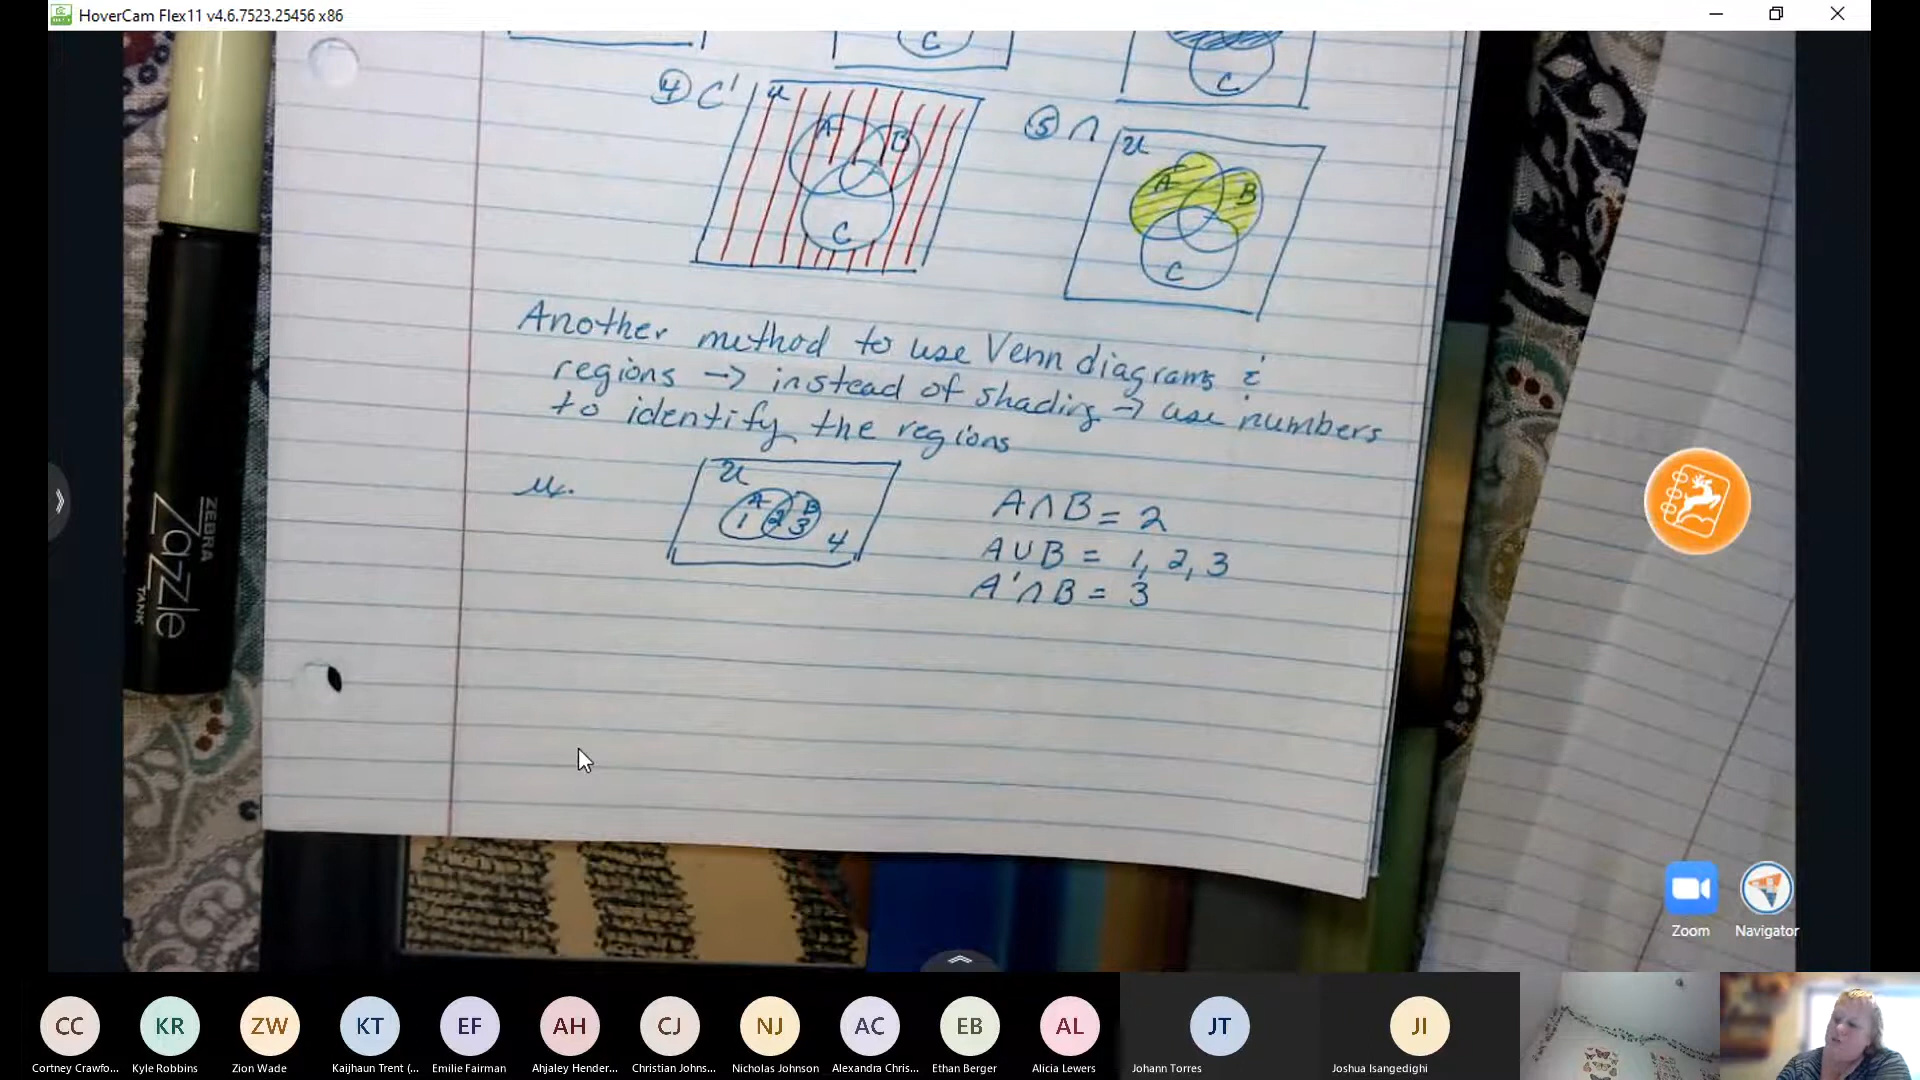 HoverCam Flex11 v4.6.7523.25456 x86
C
C
④ C' U
A
B
C
⑤ ∩ U
A
B
C
Another method to use Venn diagrams &
regions → instead of shading → use numbers
to identify the regions
ex. U
A B
1 2 3
4
A∩B = 2
A∪B = 1, 2, 3
A'∩B = 3
ZEBRA
Zazzle
TANK
Zoom
Navigator
CC
KR
ZW
KT
EF
AH
CJ
NJ
AC
EB
AL
JT
JI
Cortney Crawfo...
Kyle Robbins
Zion Wade
Kaijhaun Trent (...
Emilie Fairman
Ahjaley Hender...
Christian Johns...
Nicholas Johnson
Alexandra Chris...
Ethan Berger
Alicia Lewers
Johann Torres
Joshua Isangedighi